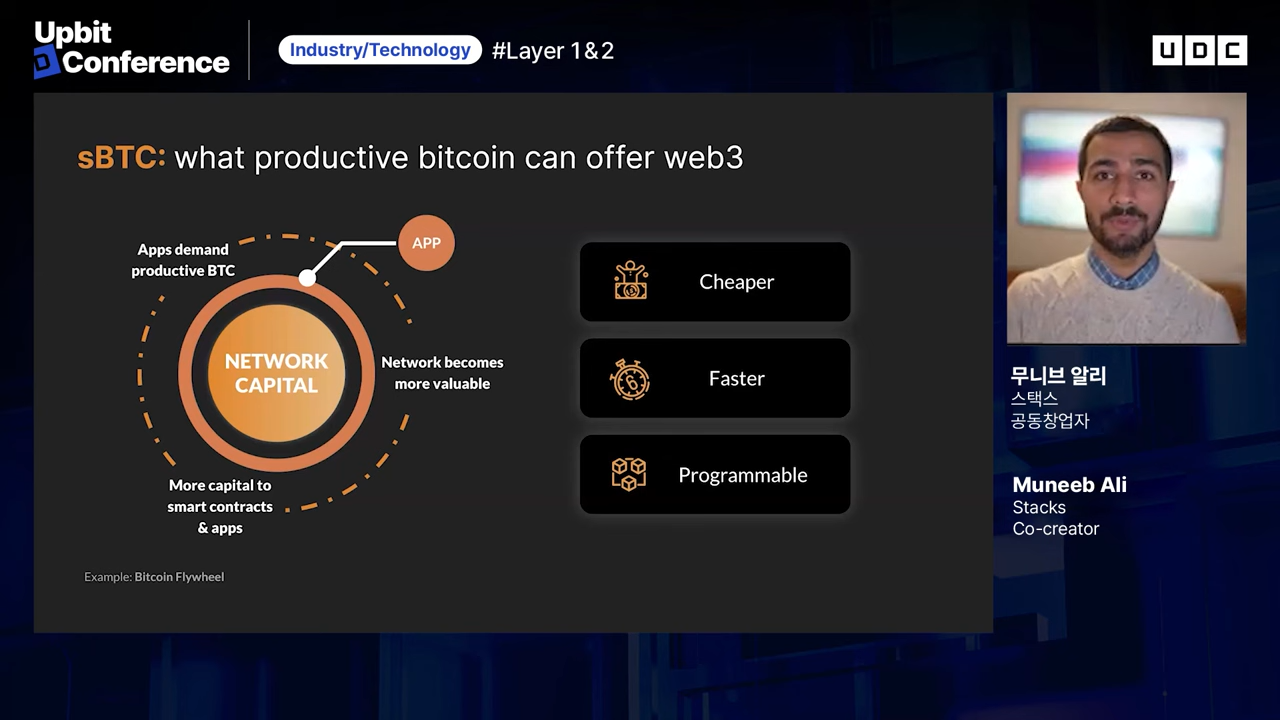 Upbit
D Conference
Industry/Technology #Layer 1&2
UDC
sBTC: what productive bitcoin can offer web3
Apps demand
productive BTC
APP
NETWORK
CAPITAL
Network becomes
more valuable
More capital to
smart contracts
& apps
Example: Bitcoin Flywheel
Cheaper
Faster
Programmable
무니브 알리
스택스
공동창업자
Muneeb Ali
Stacks
Co-creator